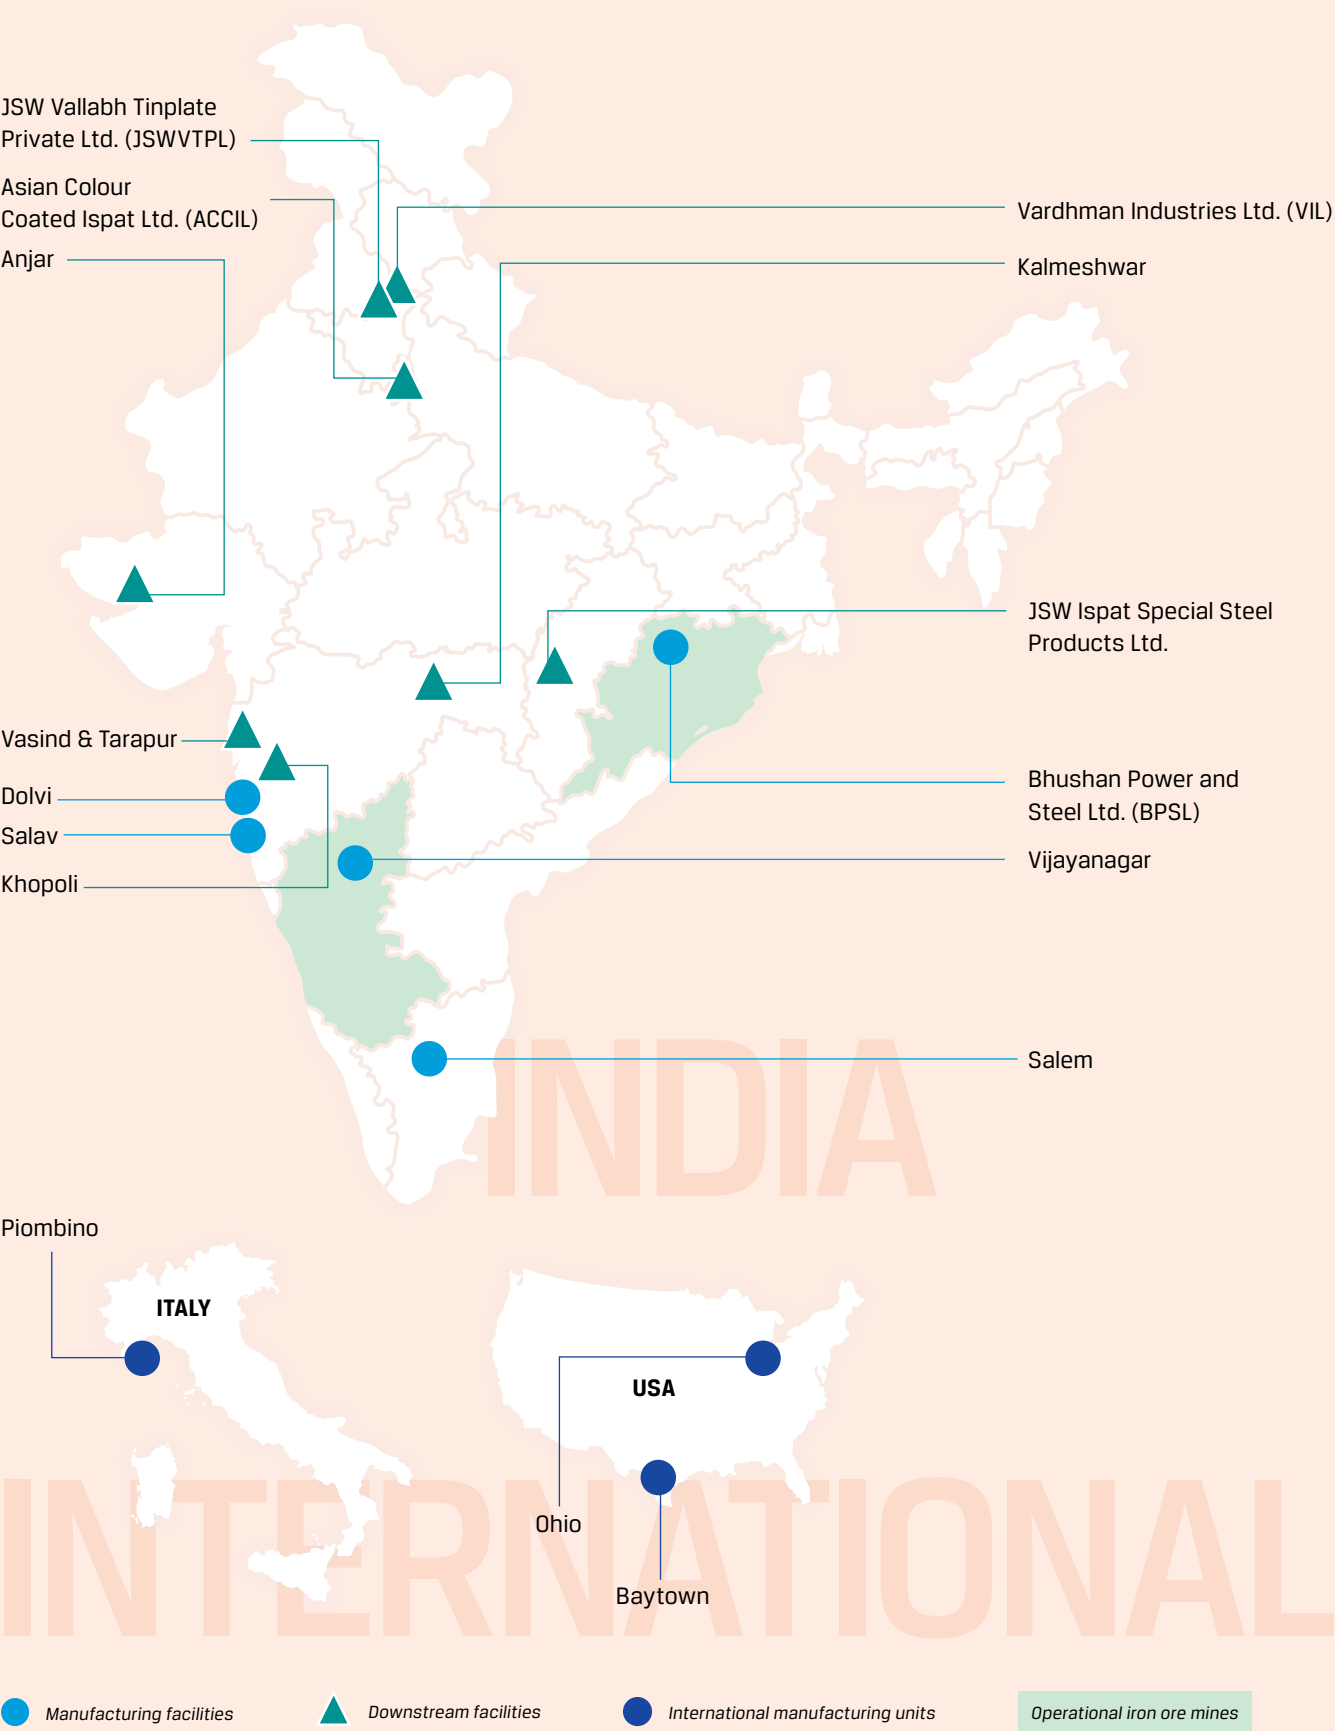 JSW Vallabh Tinplate
Private Ltd. (JSWVTPL)
Asian Colour
Coated Ispat Ltd. (ACCIL)
Anjar
Vardhman Industries Ltd. (VIL)
Kalmeshwar
JSW Ispat Special Steel
Products Ltd.
Vasind & Tarapur
Dolvi
Salav
Khopoli
Bhushan Power and
Steel Ltd. (BPSL)
Vijayanagar
Salem
INDIA
Piombino
ITALY
USA
Ohio
Baytown
INTERNATIONAL
Manufacturing facilities
Downstream facilities
International manufacturing units
Operational iron ore mines